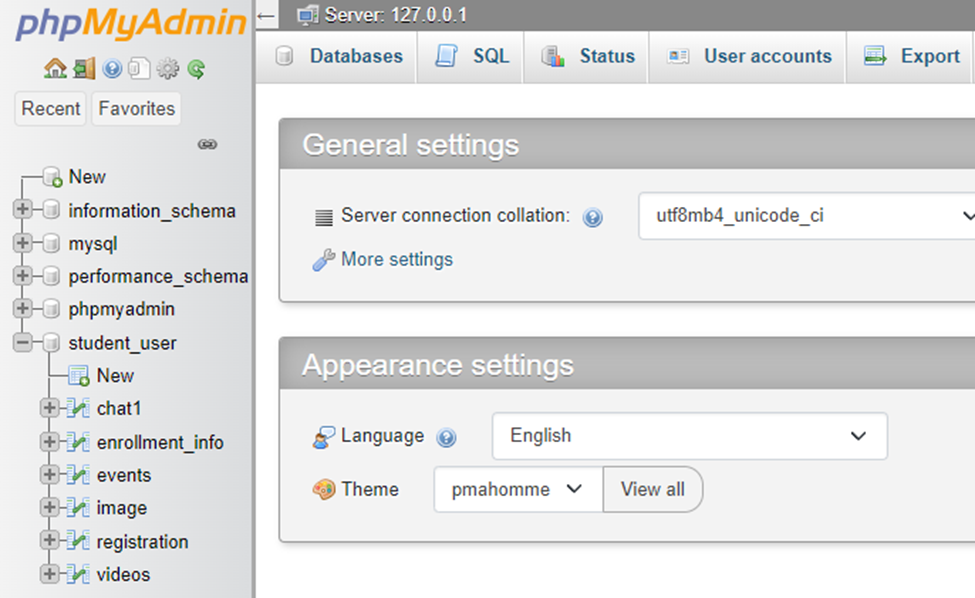 phpMyAdmin
Recent Favorites
New
information_schema
mysql
performance_schema
phpmyadmin
student_user
New
chat1
enrollment_info
events
image
registration
videos
Server: 127.0.0.1
Databases SQL Status User accounts Export
General settings
Server connection collation: utf8mb4_unicode_ci
More settings
Appearance settings
Language English
Theme pmahomme View all